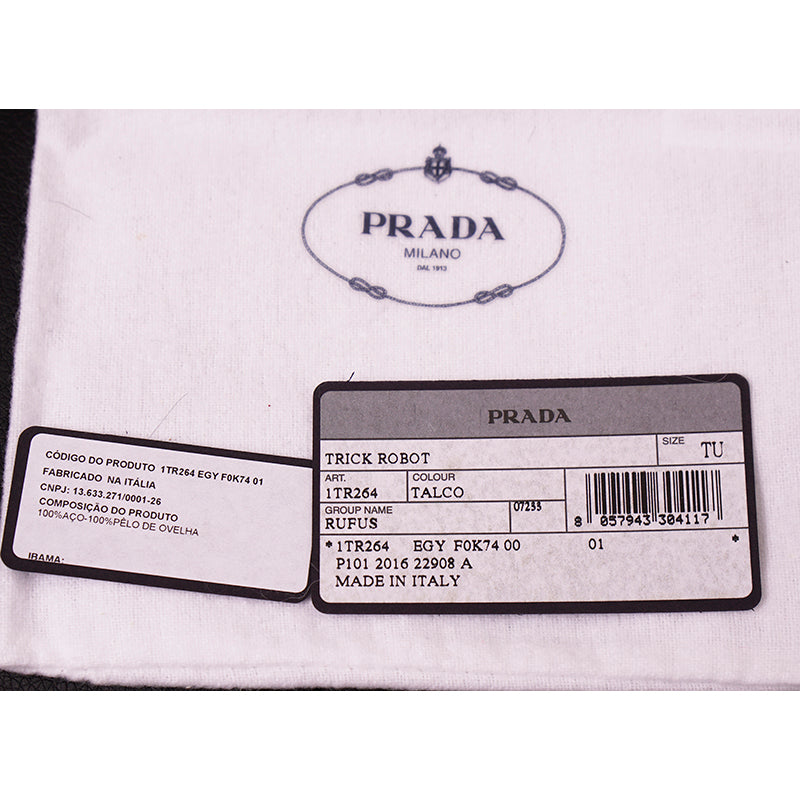 PRADA
MILANO
DAL 1913
CÓDIGO DO PRODUTO 1TR264 EGY F0K74 01
FABRICADO NA ITÁLIA
CNPJ: 13.633.271/0001-26
COMPOSIÇÃO DO PRODUTO
100%AÇO-100%PÊLO DE OVELHA
IBAMA:
PRADA
TRICK ROBOT
SIZE TU
ART. 1TR264
COLOUR TALCO
GROUP NAME RUFUS
07233
8 057943 304117
*1TR264 EGY F0K74 00 01 *
P101 2016 22908 A
MADE IN ITALY